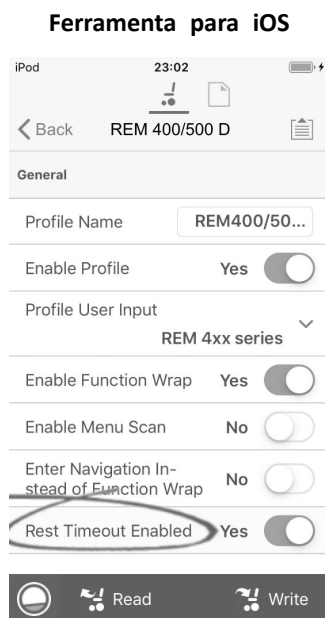 Ferramenta para iOS
iPod
23:02
Back
REM 400/500 D
General
Profile Name
REM400/50...
Enable Profile
Yes
Profile User Input
REM 4xx series
Enable Function Wrap
Yes
Enable Menu Scan
No
Enter Navigation In-
stead of Function Wrap
No
Rest Timeout Enabled
Yes
Read
Write